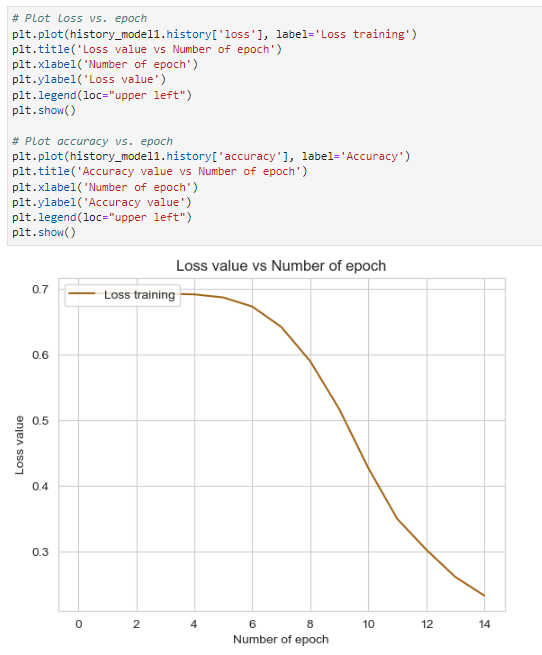 # Plot loss vs. epoch
plt.plot(history_model1.history['loss'], label='Loss training')
plt.title('Loss value vs Number of epoch')
plt.xlabel('Number of epoch')
plt.ylabel('Loss value')
plt.legend(loc="upper left")
plt.show()

# Plot accuracy vs. epoch
plt.plot(history_model1.history['accuracy'], label='Accuracy')
plt.title('Accuracy value vs Number of epoch')
plt.xlabel('Number of epoch')
plt.ylabel('Accuracy value')
plt.legend(loc="upper left")
plt.show()
Loss value vs Number of epoch
Loss training
0.7
0.6
0.5
0.4
0.3
Loss value
0 2 4 6 8 10 12 14
Number of epoch